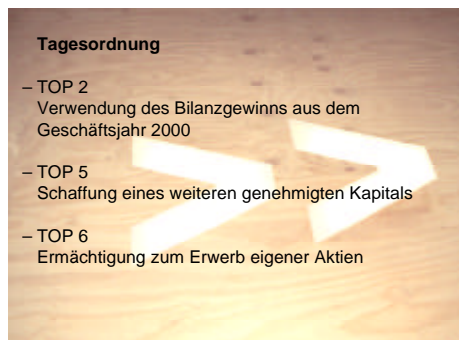 Tagesordnung
– TOP 2
Verwendung des Bilanzgewinns aus dem
Geschäftsjahr 2000
– TOP 5
Schaffung eines weiteren genehmigten Kapitals
– TOP 6
Ermächtigung zum Erwerb eigener Aktien